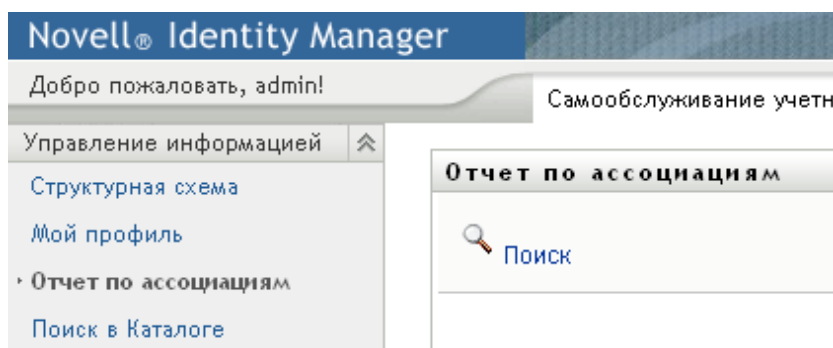 Novell® Identity Manager
Добро пожаловать, admin!
Самообслуживание
Управление информацией
Структурная схема
Мой профиль
Отчет по ассоциациям
Поиск в Каталоге
Отчет по ассоциациям
Поиск